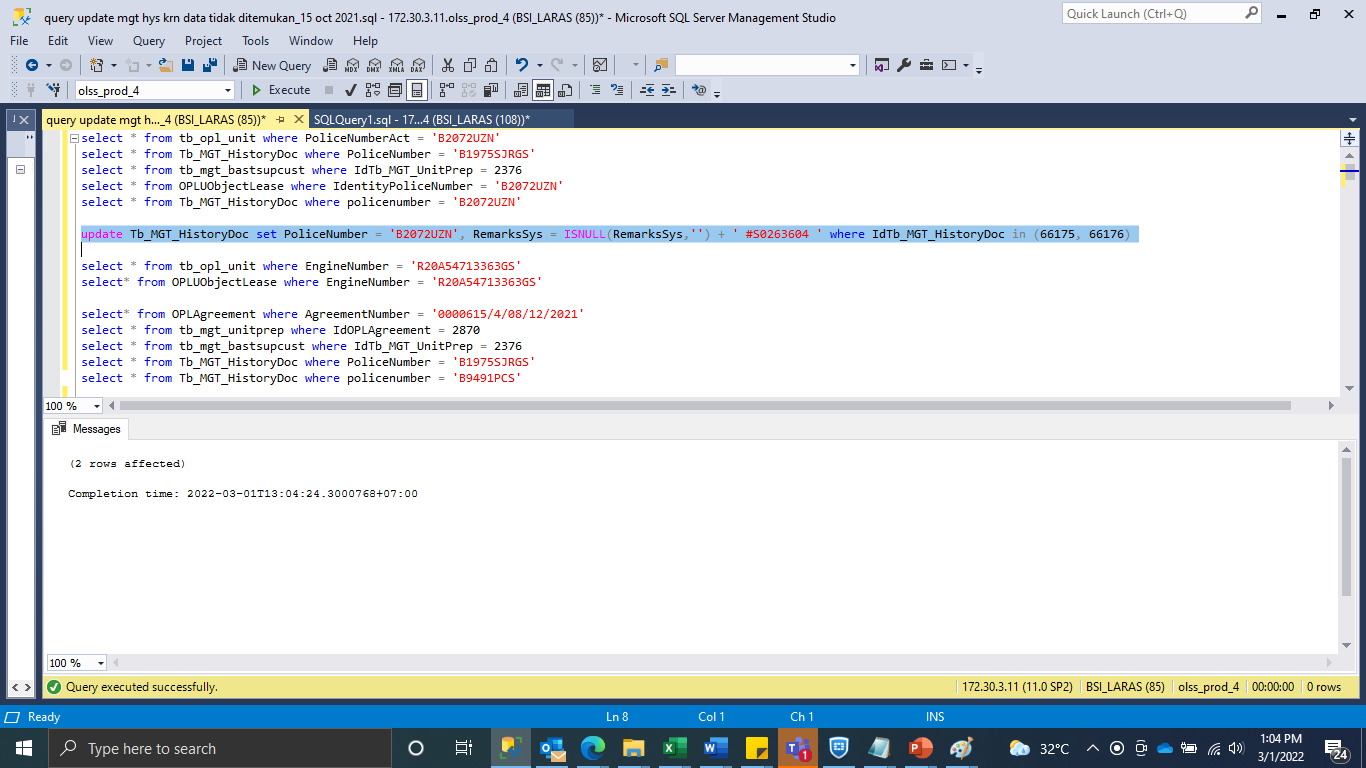 query update mgt hys krn data tidak ditemukan_15 oct 2021.sql - 172.30.3.11.olss_prod_4 (BSI_LARAS (85))* - Microsoft SQL Server Management Studio
Quick Launch (Ctrl+Q)
File Edit View Query Project Tools Window Help
New Query MDX DMX XMLA DAX
olss_prod_4 Execute
query update mgt h..._4 (BSI_LARAS (85))* SQLQuery1.sql - 17...4 (BSI_LARAS (108))*
select * from tb_opl_unit where PoliceNumberAct = 'B2072UZN'
select * from Tb_MGT_HistoryDoc where PoliceNumber = 'B1975SJRGS'
select * from tb_mgt_bastsupcust where IdTb_MGT_UnitPrep = 2376
select * from OPLUObjectLease where IdentityPoliceNumber = 'B2072UZN'
select * from Tb_MGT_HistoryDoc where policenumber = 'B2072UZN'
update Tb_MGT_HistoryDoc set PoliceNumber = 'B2072UZN', RemarksSys = ISNULL(RemarksSys,'') + ' #S0263604 ' where IdTb_MGT_HistoryDoc in (66175, 66176)
select * from tb_opl_unit where EngineNumber = 'R20A54713363GS'
select* from OPLUObjectLease where EngineNumber = 'R20A54713363GS'
select* from OPLAgreement where AgreementNumber = '0000615/4/08/12/2021'
select * from tb_mgt_unitprep where IdOPLAgreement = 2870
select * from tb_mgt_bastsupcust where IdTb_MGT_UnitPrep = 2376
select * from Tb_MGT_HistoryDoc where PoliceNumber = 'B1975SJRGS'
select * from Tb_MGT_HistoryDoc where policenumber = 'B9491PCS'
100 %
Messages
(2 rows affected)
Completion time: 2022-03-01T13:04:24.3000768+07:00
100 %
Query executed successfully. 172.30.3.11 (11.0 SP2) BSI_LARAS (85) olss_prod_4 00:00:00 0 rows
Ready Ln 8 Col 1 Ch 1 INS
Type here to search 1 32°C 1:04 PM
3/1/2022 24